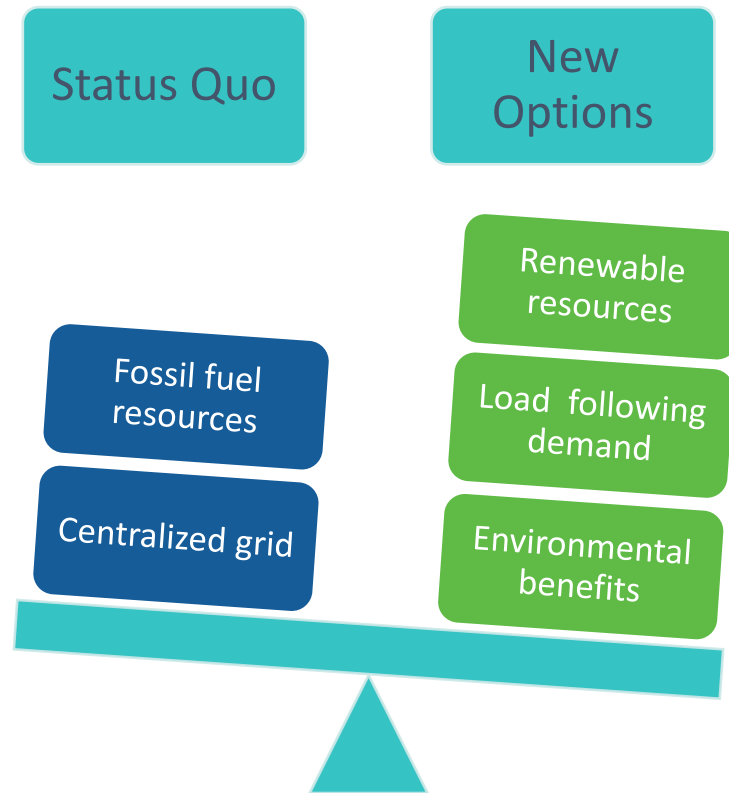 Status Quo
New
Options
Fossil fuel
resources
Centralized grid
Renewable
resources
Load  following
demand
Environmental
benefits